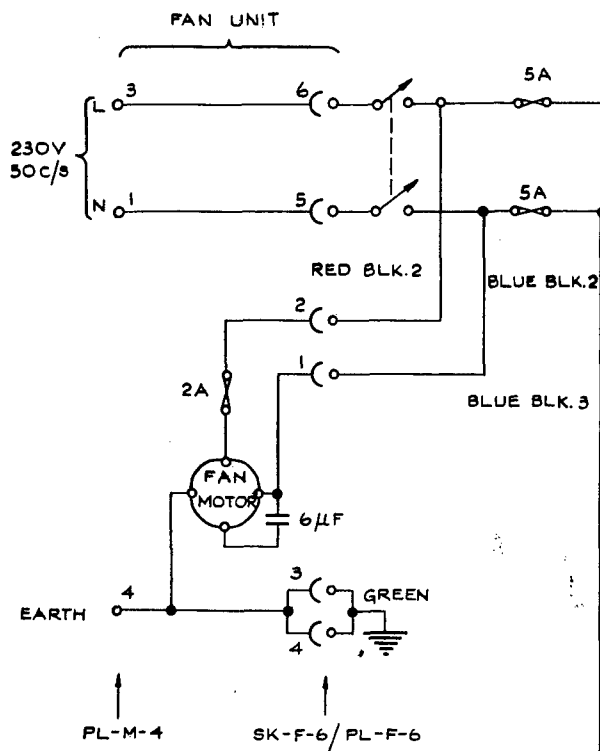 FAN UNIT
3
6
5A
L
230V
50C/S
N
1
5
5A
RED BLK.2
BLUE BLK.2
2
1
2A
BLUE BLK.3
FAN
MOTOR
6μF
3
4
GREEN
EARTH
4
PL-M-4
SK-F-6/PL-F-6